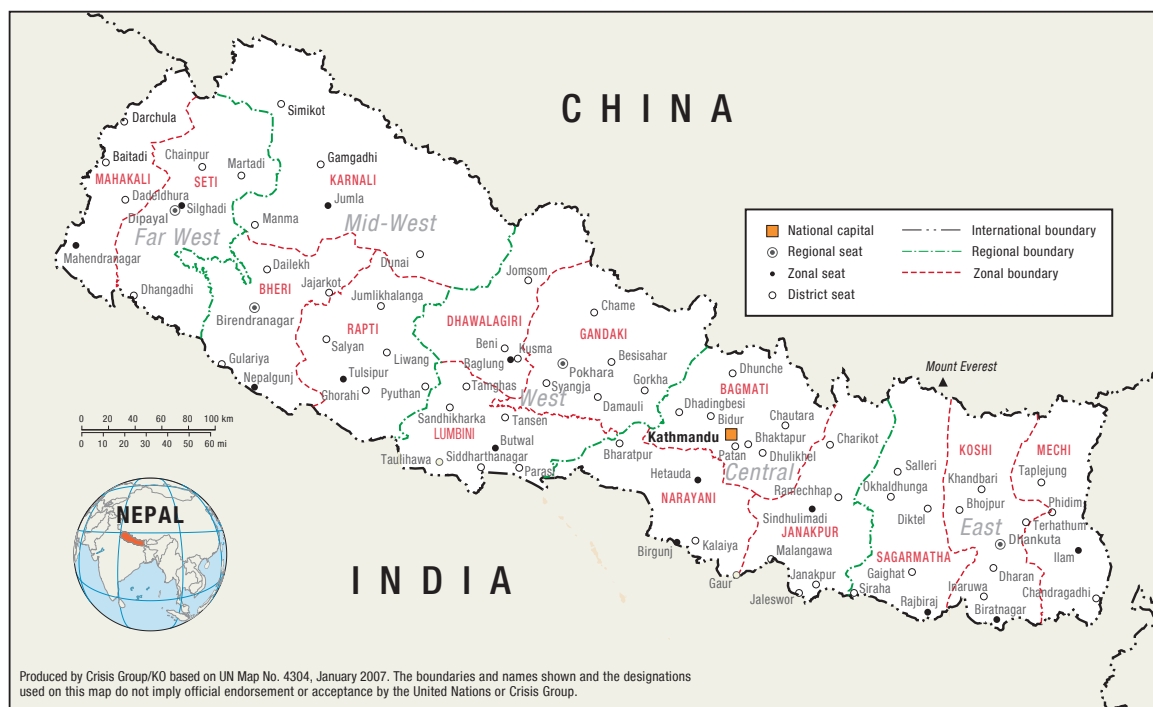 CHINA
Simikot
Darchula
Baitadi
Chainpur
Martadi
Gamgadhi
MAHAKALI
SETI
KARNALI
Dadeldhura
Silghadi
Jumla
Dipayal
Manma
Mid-West
Far West
Mahendranagar
Dailekh
Dunai
Dhangadhi
BHERI
Jajarkot
Jomsom
Birendranagar
Jumlikhalanga
Chame
RAPTI
DHAWALAGIRI
GANDAKI
Salyan
Beni
Kusma
Liwang
Baglung
Besisahar
Gulariya
Tulsipur
Pokhara
Nepalgunj
Ghorahi
Pyuthan
Tamghas
Syangja
Gorkha
West
Damauli
Sandhikharka
Tansen
LUMBINI
Butwal
Taulihawa
Siddharthanagar
Parasi
Bharatpur
Dhunche
BAGMATI
Dhadingbesi
Bidur
Chautara
Kathmandu
Bhaktapur
Charikot
Patan
Dhulikhel
Central
Hetauda
NARAYANI
Ramechhap
Sindhulimadi
JANAKPUR
Birgunj
Kalaiya
Malangawa
Gaur
Janakpur
Jaleswor
Siraha
Mount Everest
KOSHI
MECHI
Salleri
Khandbari
Taplejung
Okhaldhunga
Bhojpur
Phidim
Diktel
East
Terhathum
Dhankuta
SAGARMATHA
Ilam
Gaighat
Dharan
Inaruwa
Chandragadhi
Rajbiraj
Biratnagar
National capital
Regional seat
Zonal seat
District seat
International boundary
Regional boundary
Zonal boundary
0 20 40 60 80 100 km
0 10 20 30 40 50 60 mi
NEPAL
INDIA
Produced by Crisis Group/KO based on UN Map No. 4304, January 2007. The boundaries and names shown and the designations
used on this map do not imply official endorsement or acceptance by the United Nations or Crisis Group.